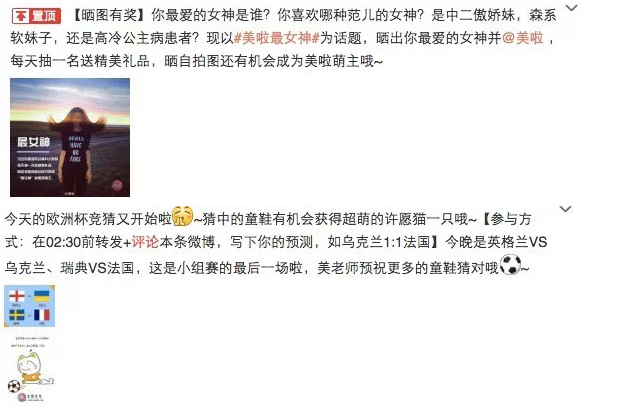 置顶 【晒图有奖】你最爱的女神是谁?你喜欢哪种范儿的女神?是中二傲娇妹，森系
软妹子，还是高冷公主病患者? 现以#美啦最女神#为话题，晒出你最爱的女神并@美啦，
每天抽一名送精美礼品，晒自拍图还有机会成为美啦萌主哦~
最女神
DEVILS
HAVE
NO
FANS
今天的欧洲杯竞猜又开始啦~猜中的童鞋有机会获得超萌的许愿猫一只哦~【参与方
式：在02:30前转发+评论本条微博，写下你的预测，如乌克兰1:1法国】今晚是英格兰VS
乌克兰、瑞典VS法国，这是小组赛的最后一场啦，美老师预祝更多的童鞋猜对哦~